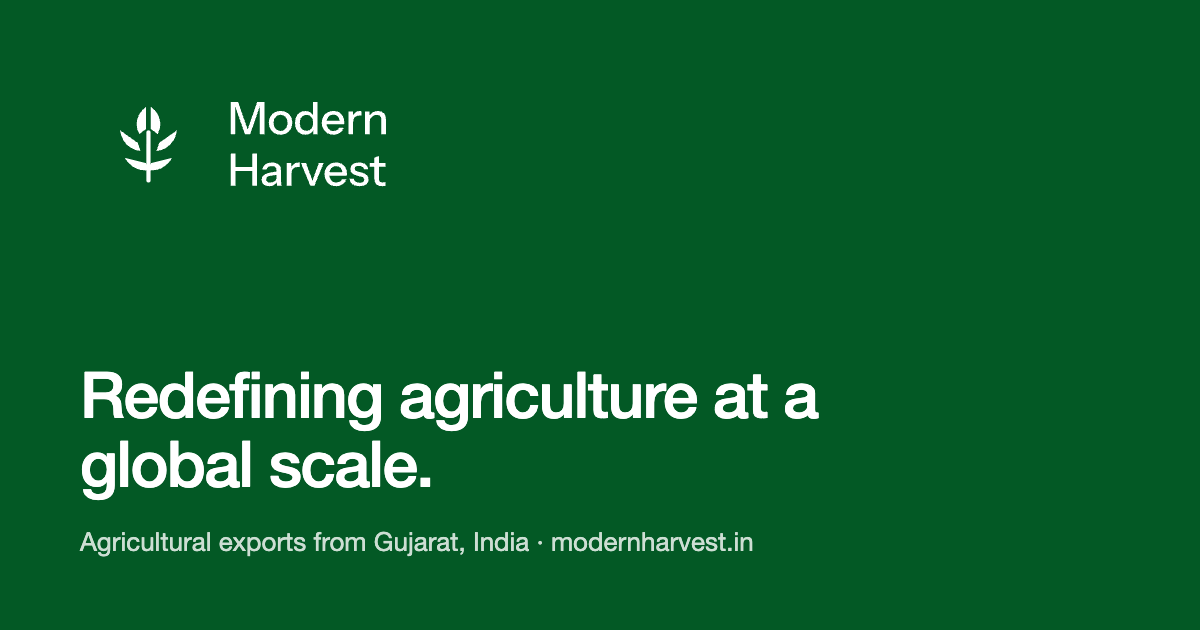 Modern
Harvest
Redefining agriculture at a
global scale.
Agricultural exports from Gujarat, India · modernharvest.in